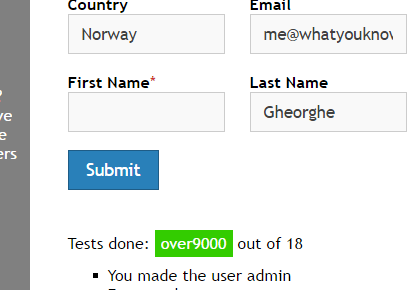 Country Email
Norway me@whatyouknov
First Name* Last Name
Gheorghe
Submit
Tests done: over9000 out of 18
You made the user admin